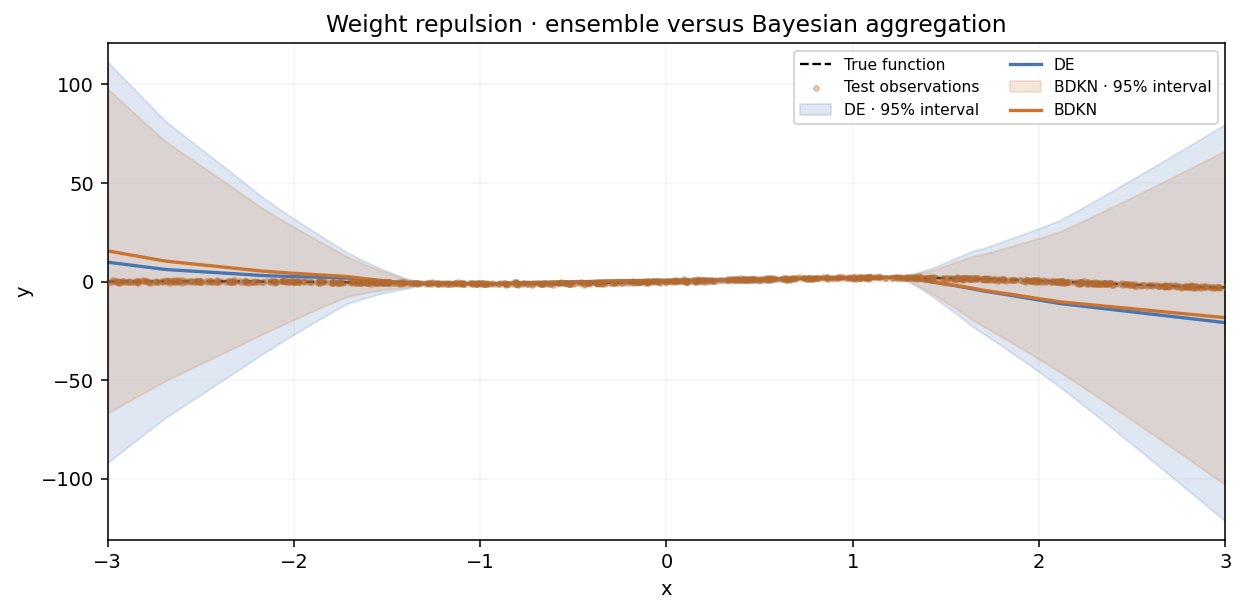 Weight repulsion · ensemble versus Bayesian aggregation
True function
Test observations
DE · 95% interval
DE
BDKN · 95% interval
BDKN
y
100
50
0
−50
−100
−3
−2
−1
0
1
2
3
x